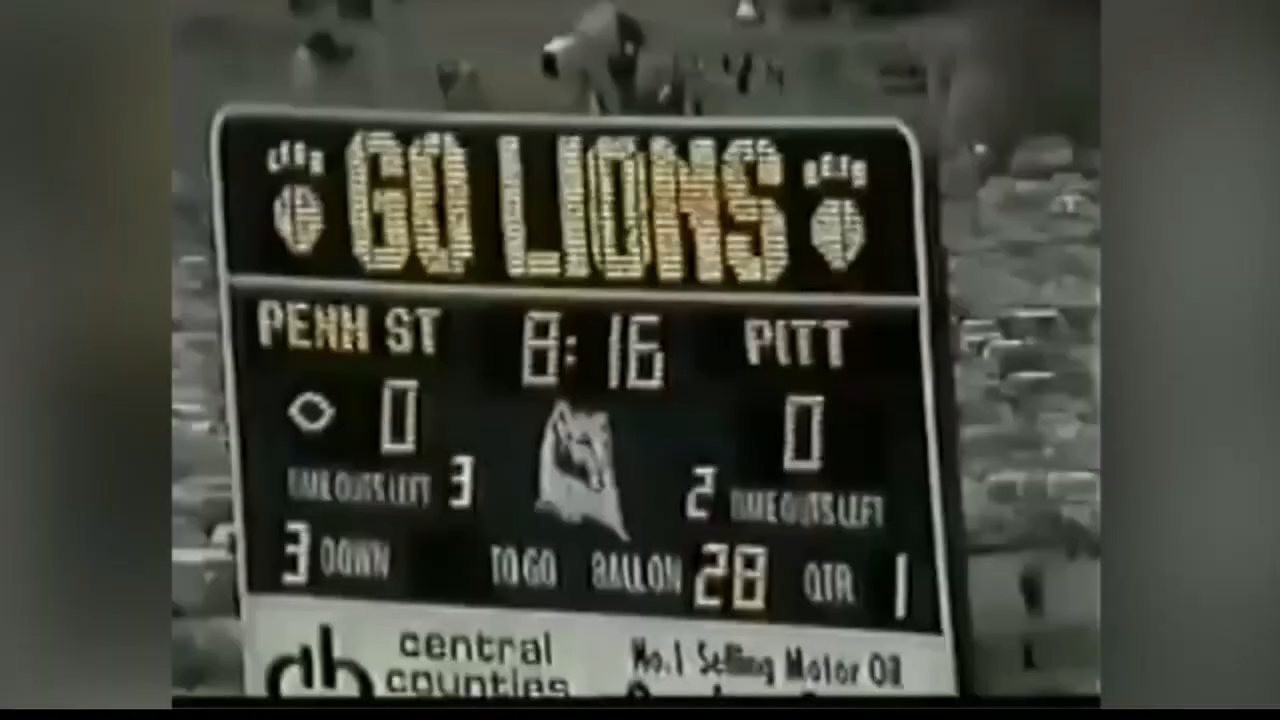 GO LIONS
PENN ST 8:16 PITT
0 0
TIME OUTS LEFT 3 2 TIME OUTS LEFT
3 DOWN TO GO BALL ON 28 QTR 1
central
counties
No.1 Selling Motor Oil